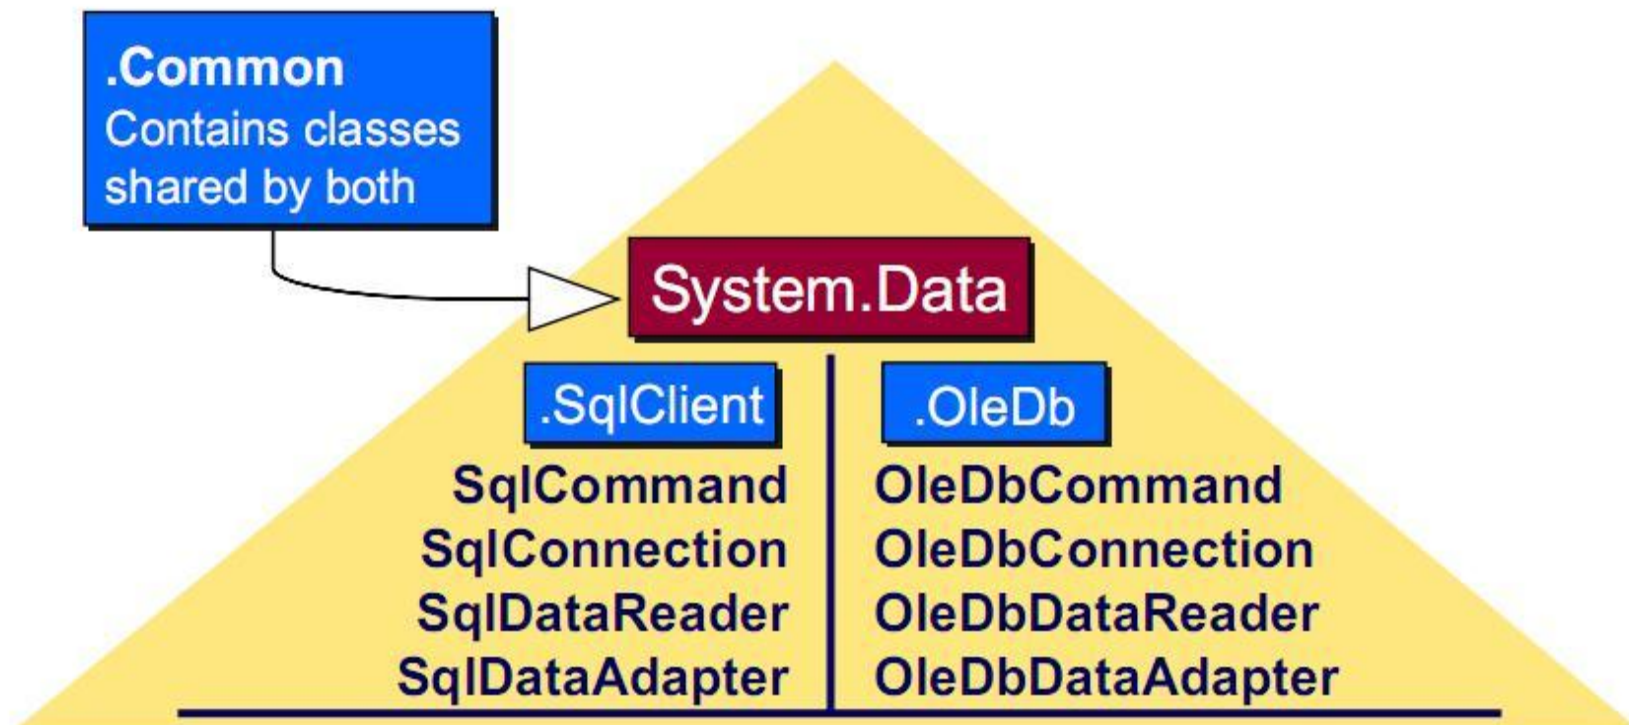 .Common
Contains classes
shared by both
System.Data
.SqlClient
SqlCommand
SqlConnection
SqlDataReader
SqlDataAdapter
.OleDb
OleDbCommand
OleDbConnection
OleDbDataReader
OleDbDataAdapter